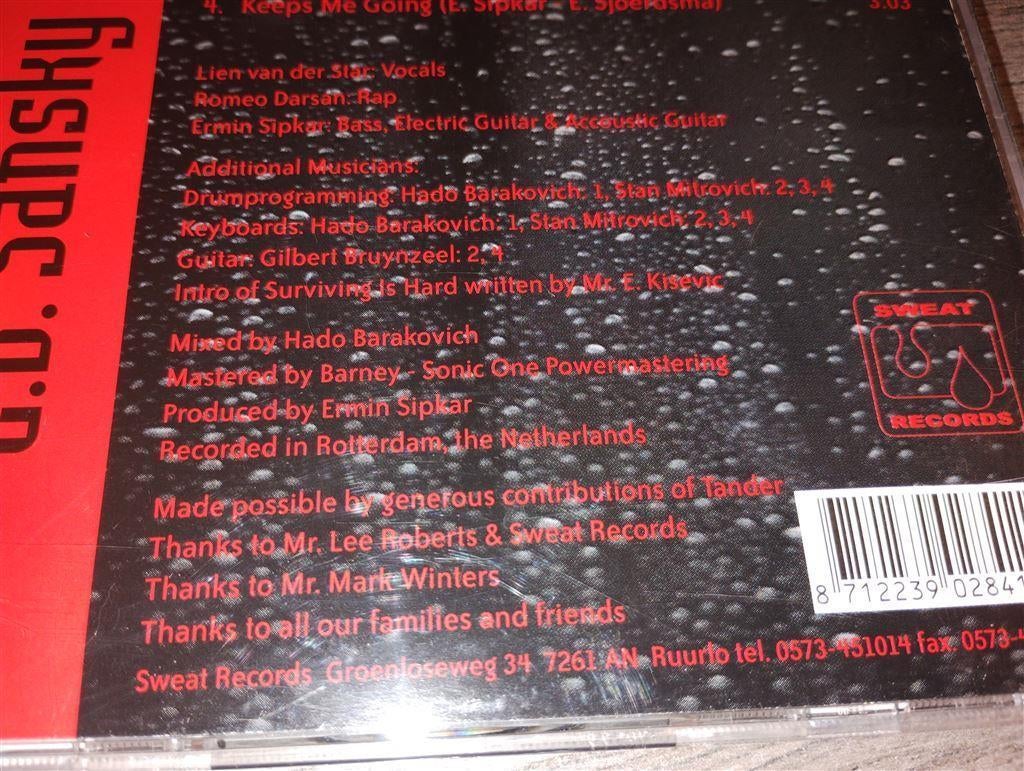 4. Keeps Me Going (E. Sipkar - E. Sjoerdsma) 3.03
Lien van der Star: Vocals
Romeo Darsan: Rap
Ermin Sipkar: Bass, Electric Guitar & Accoustic Guitar
Additional Musicians:
Drumprogramming: Hado Barakovich: 1, Stan Mitrovich: 2, 3, 4
Keyboards: Hado Barakovich: 1, Stan Mitrovich: 2, 3, 4
Guitar: Gilbert Bruynzeel: 2, 4
Intro of Surviving is Hard written by Mr. E. Kisevic
Mixed by Hado Barakovich
Mastered by Barney - Sonic One Powermastering
Produced by Ermin Sipkar
Recorded in Rotterdam, the Netherlands
Made possible by generous contributions of Tander
Thanks to Mr. Lee Roberts & Sweat Records
Thanks to Mr. Mark Winters
Thanks to all our families and friends
Sweat Records Groenloseweg 34 7261 AN Ruurlo tel. 0573-451014 fax. 0573-4
SWEAT
RECORDS
8 712239 02841
Sansky